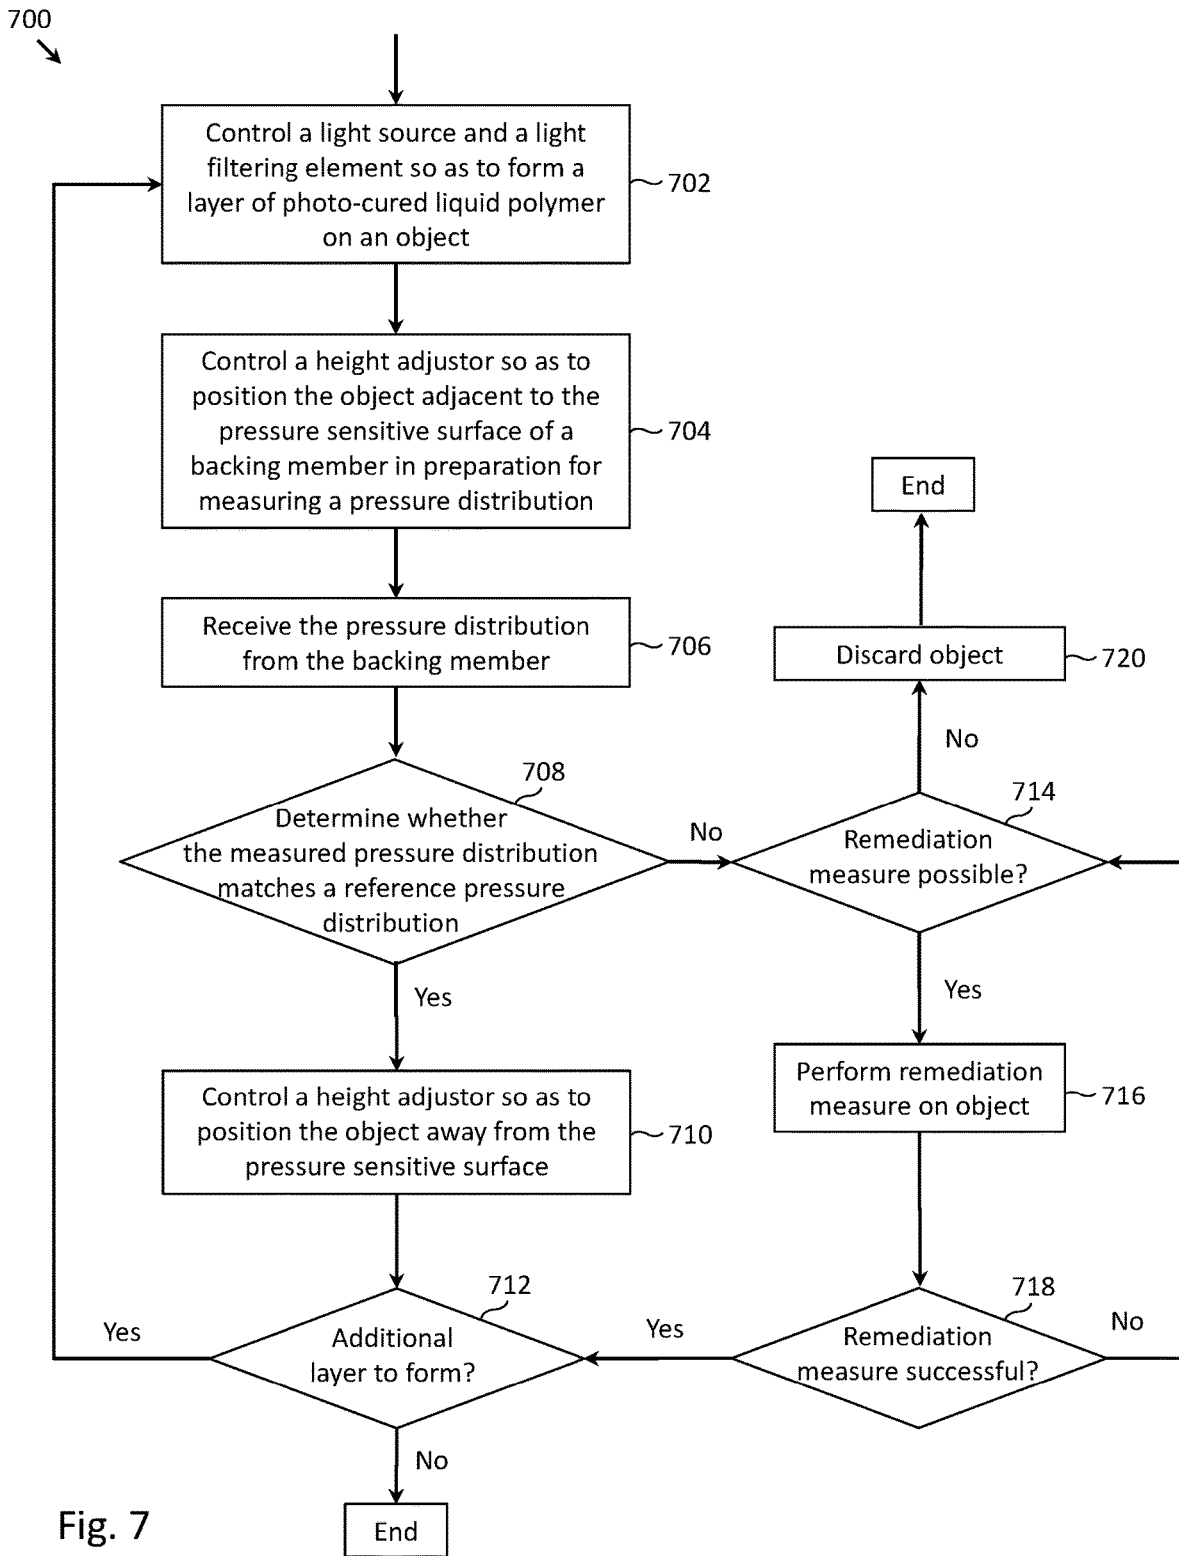 700
Control a light source and a light
filtering element so as to form a
layer of photo-cured liquid polymer
on an object
702
Control a height adjustor so as to
position the object adjacent to the
pressure sensitive surface of a
backing member in preparation for
measuring a pressure distribution
704
End
Receive the pressure distribution
from the backing member
706
Discard object
720
No
708
Determine whether
the measured pressure distribution
matches a reference pressure
distribution
No
714
Remediation
measure possible?
Yes
Yes
Control a height adjustor so as to
position the object away from the
pressure sensitive surface
710
Perform remediation
measure on object
716
712
Additional
layer to form?
Yes
Yes
718
Remediation
measure successful?
No
No
End
Fig. 7